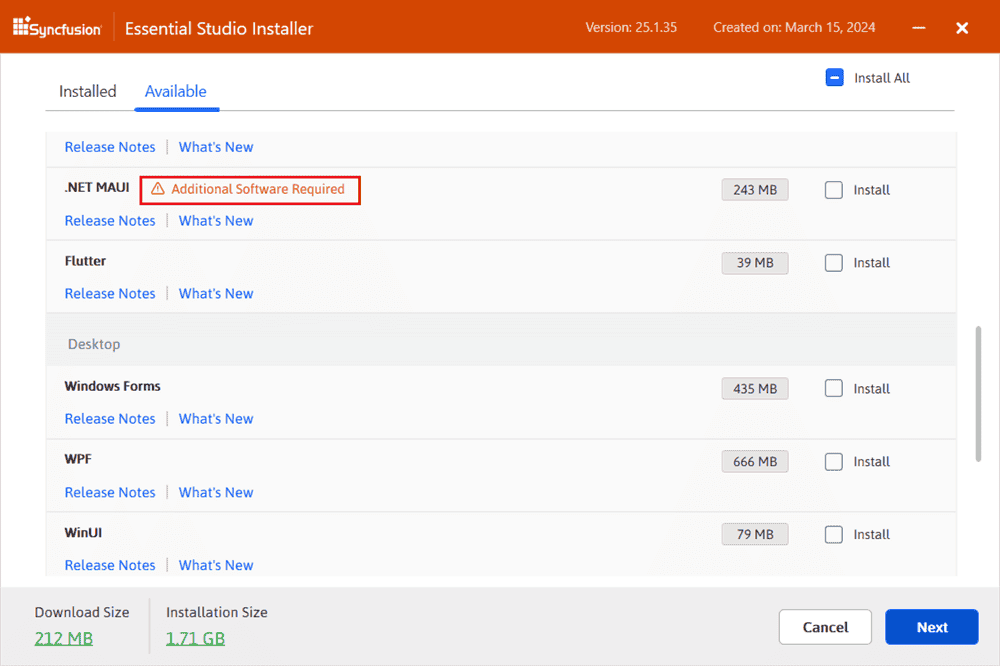 Syncfusion Essential Studio Installer Version: 25.1.35 Created on: March 15, 2024
Installed Available Install All
Release Notes What's New
.NET MAUI Additional Software Required 243 MB Install
Release Notes What's New
Flutter 39 MB Install
Release Notes What's New
Desktop
Windows Forms 435 MB Install
Release Notes What's New
WPF 666 MB Install
Release Notes What's New
WinUI 79 MB Install
Release Notes What's New
Download Size Installation Size
212 MB 1.71 GB
Cancel Next